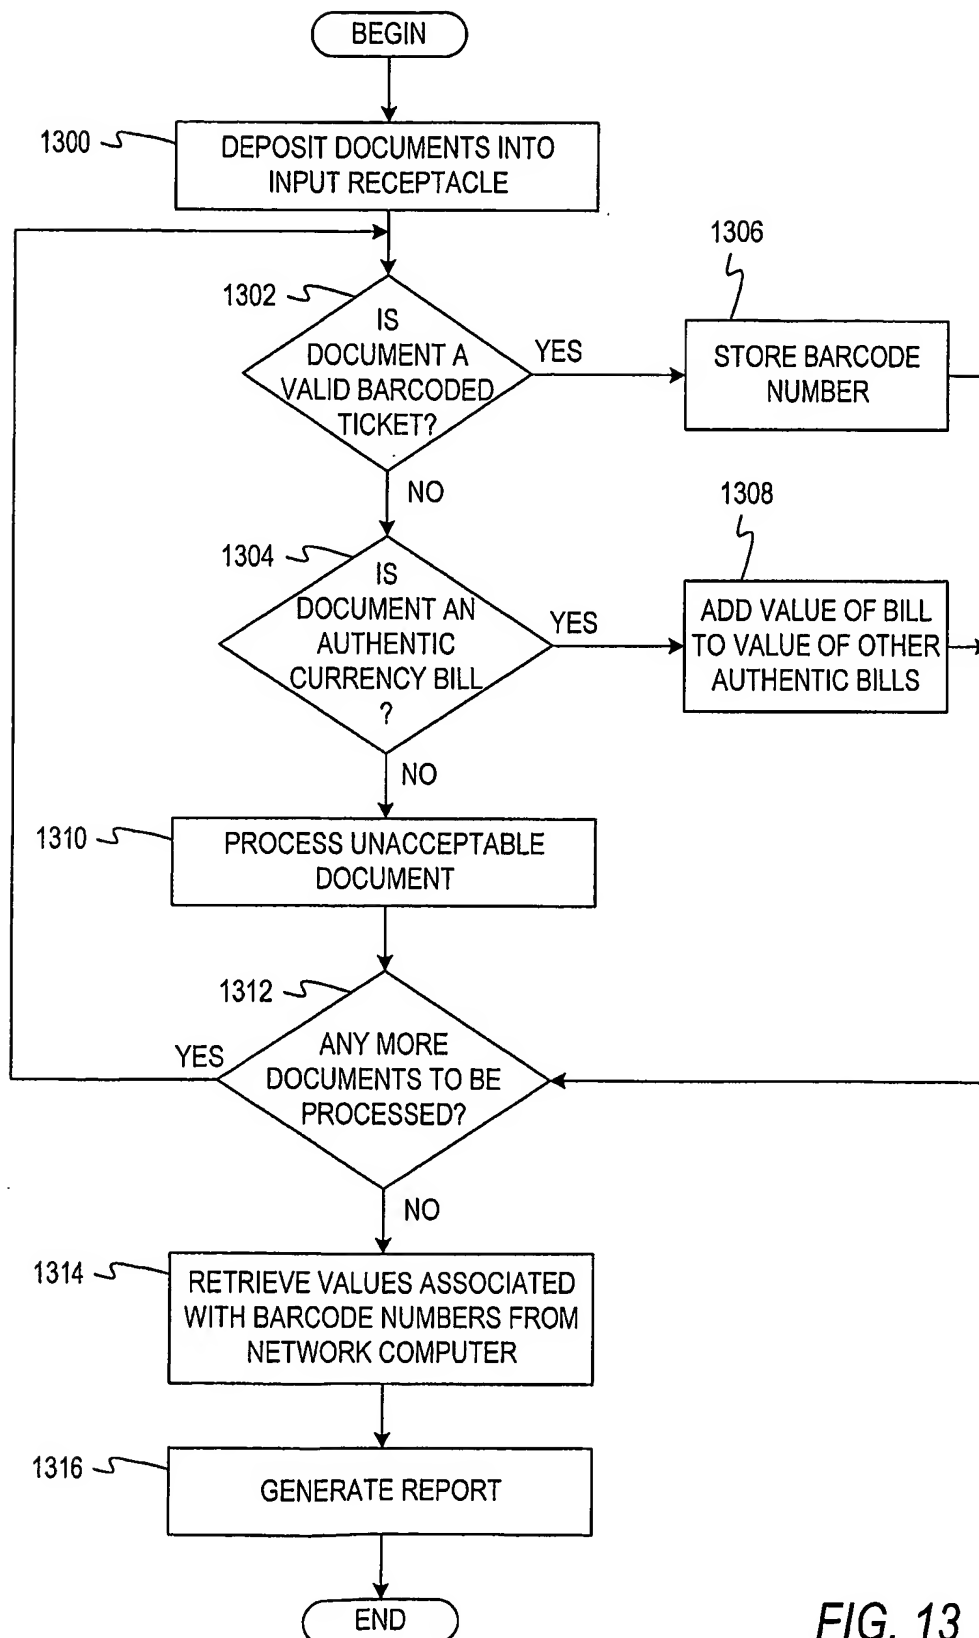 BEGIN
1300
DEPOSIT DOCUMENTS INTO
INPUT RECEPTACLE
1302
IS
DOCUMENT A
VALID BARCODED
TICKET?
YES
1306
STORE BARCODE
NUMBER
NO
1304
IS
DOCUMENT AN
AUTHENTIC
CURRENCY BILL
?
YES
1308
ADD VALUE OF BILL
TO VALUE OF OTHER
AUTHENTIC BILLS
NO
1310
PROCESS UNACCEPTABLE
DOCUMENT
1312
YES
ANY MORE
DOCUMENTS TO BE
PROCESSED?
NO
1314
RETRIEVE VALUES ASSOCIATED
WITH BARCODE NUMBERS FROM
NETWORK COMPUTER
1316
GENERATE REPORT
END
FIG. 13